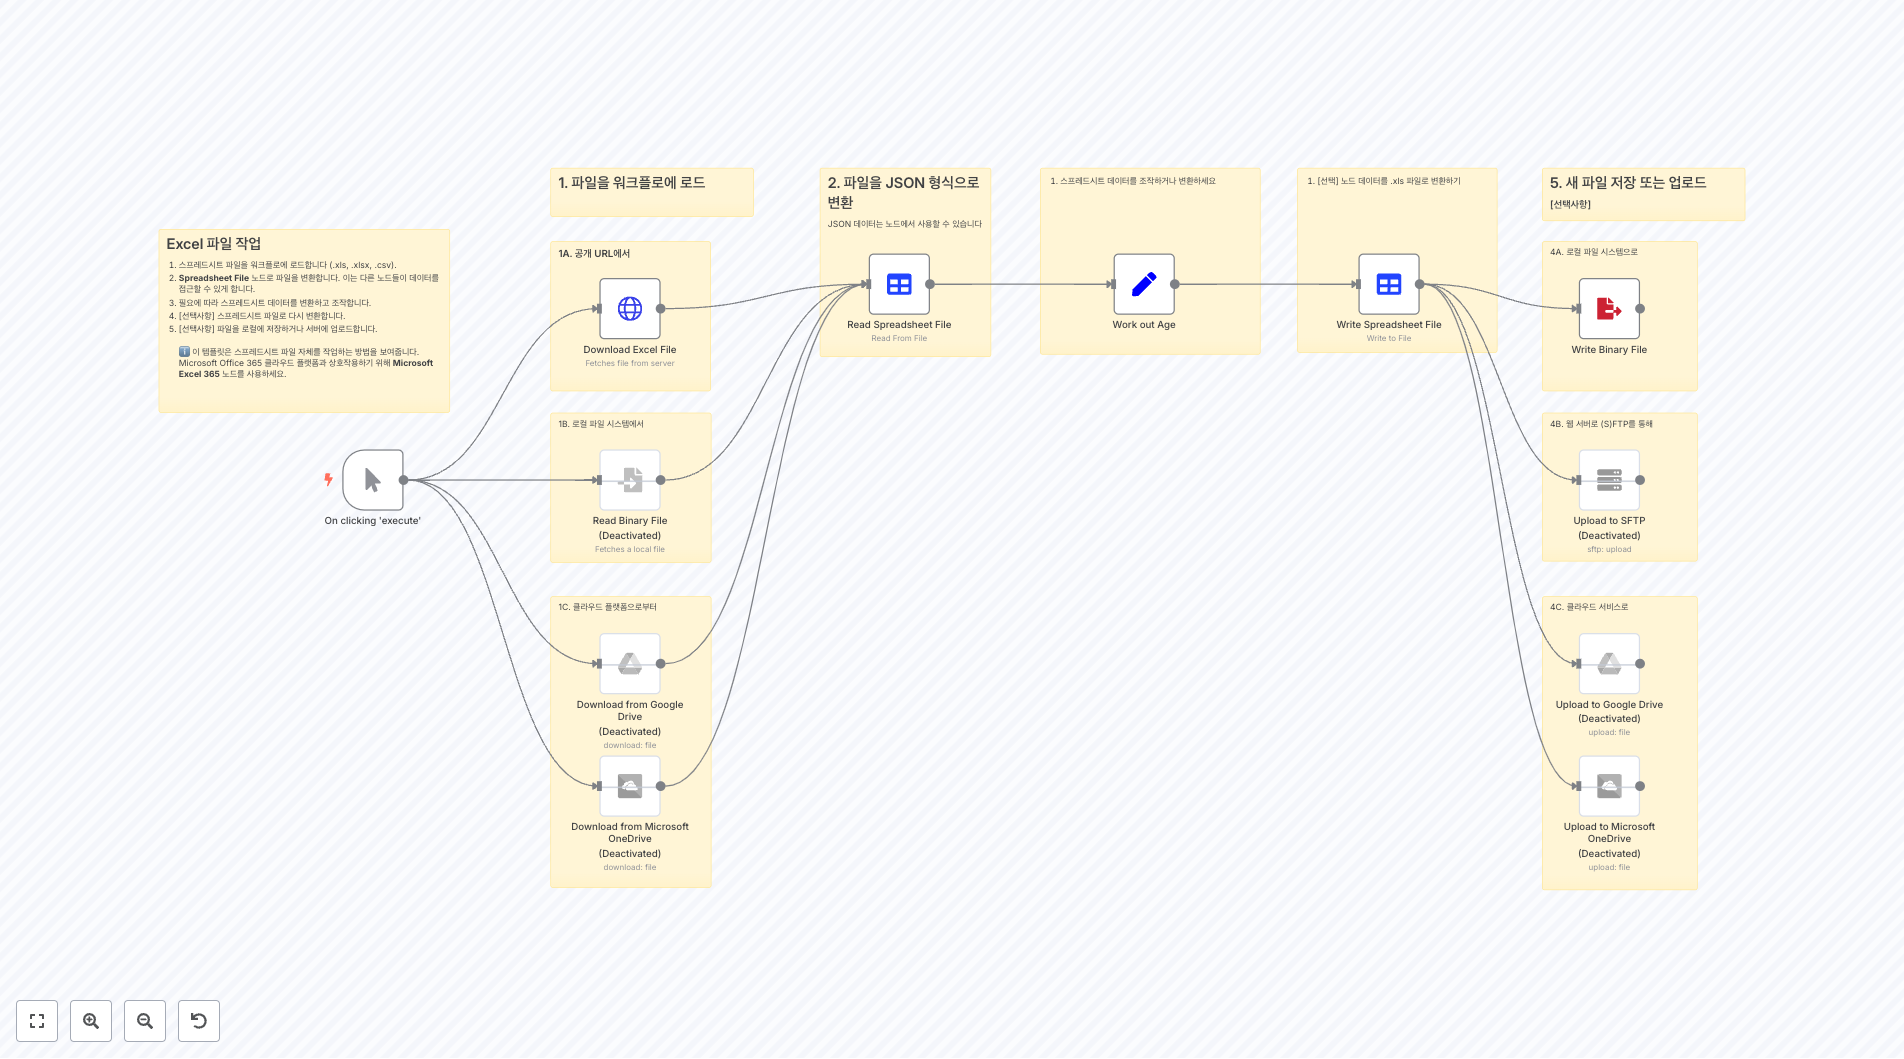 Excel 파일 작업
1. 스프레드시트 파일을 워크플로에 로드합니다 (.xls, .xlsx, .csv).
2. Spreadsheet File 노드로 파일을 변환합니다. 이는 다른 노드들이 데이터를
접근할 수 있게 합니다.
3. 필요에 따라 스프레드시트 데이터를 변환하고 조작합니다.
4. [선택사항] 스프레드시트 파일로 다시 변환합니다.
5. [선택사항] 파일을 로컬에 저장하거나 서버에 업로드합니다.
ℹ️ 이 템플릿은 스프레드시트 파일 자체를 작업하는 방법을 보여줍니다.
Microsoft Office 365 클라우드 플랫폼과 상호작용하기 위해 Microsoft
Excel 365 노드를 사용하세요.
On clicking 'execute'
1. 파일을 워크플로에 로드
1A. 공개 URL에서
Download Excel File
Fetches file from server
1B. 로컬 파일 시스템에서
Read Binary File
(Deactivated)
Fetches a local file
1C. 클라우드 플랫폼으로부터
Download from Google
Drive
(Deactivated)
download: file
Download from Microsoft
OneDrive
(Deactivated)
download: file
2. 파일을 JSON 형식으로
변환
JSON 데이터는 노드에서 사용할 수 있습니다
Read Spreadsheet File
Read From File
1. 스프레드시트 데이터를 조작하거나 변환하세요
Work out Age
1. [선택] 노드 데이터를 .xls 파일로 변환하기
Write Spreadsheet File
Write to File
5. 새 파일 저장 또는 업로드
[선택사항]
4A. 로컬 파일 시스템으로
Write Binary File
4B. 웹 서버로 (S)FTP를 통해
Upload to SFTP
(Deactivated)
sftp: upload
4C. 클라우드 서비스로
Upload to Google Drive
(Deactivated)
upload: file
Upload to Microsoft
OneDrive
(Deactivated)
upload: file